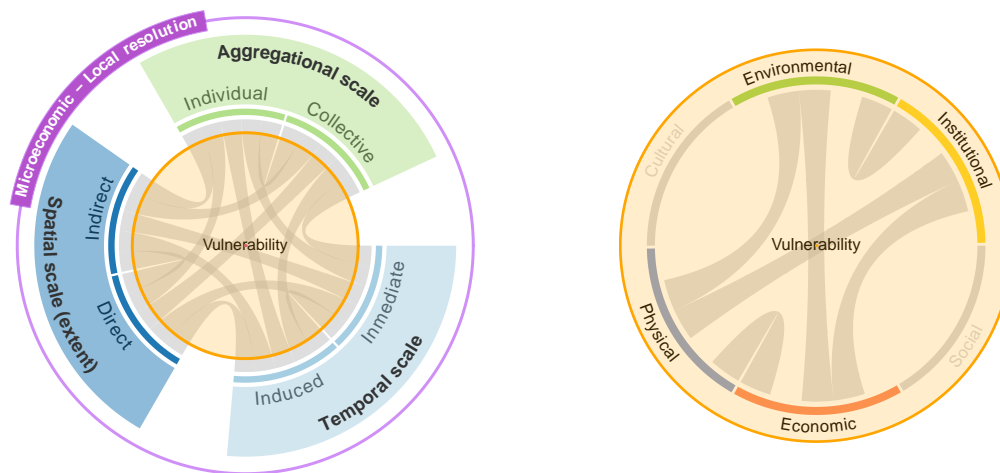 Microeconomic – Local resolution
Aggregational scale
Individual
Collective
Spatial scale (extent)
Indirect
Direct
Vulnerability
Inmediate
Induced
Temporal scale
Environmental
Institutional
Cultural
Vulnerability
Physical
Social
Economic